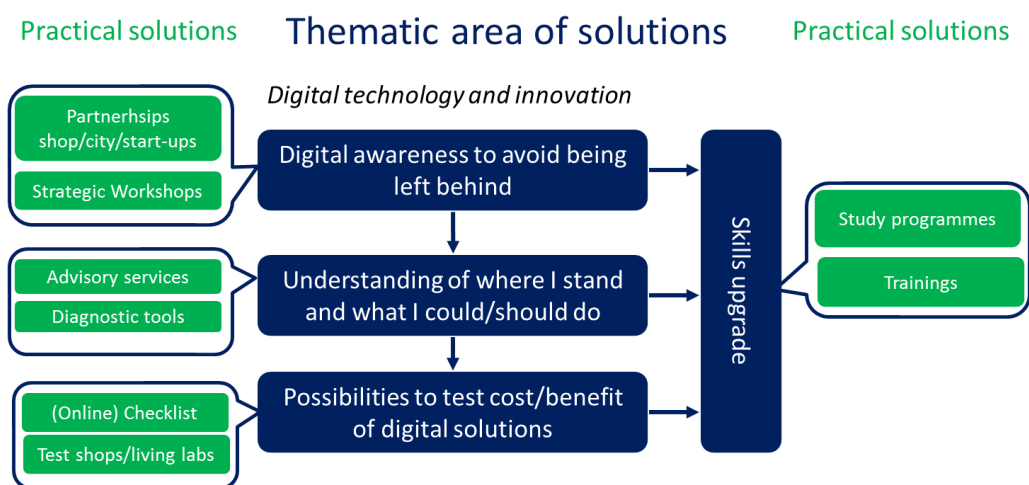 Practical solutions
Thematic area of solutions
Practical solutions
Digital technology and innovation
Partnerhsips
shop/city/start-ups
Strategic Workshops
Digital awareness to avoid being
left behind
Advisory services
Diagnostic tools
Understanding of where I stand
and what I could/should do
(Online) Checklist
Test shops/living labs
Possibilities to test cost/benefit
of digital solutions
Skills upgrade
Study programmes
Trainings